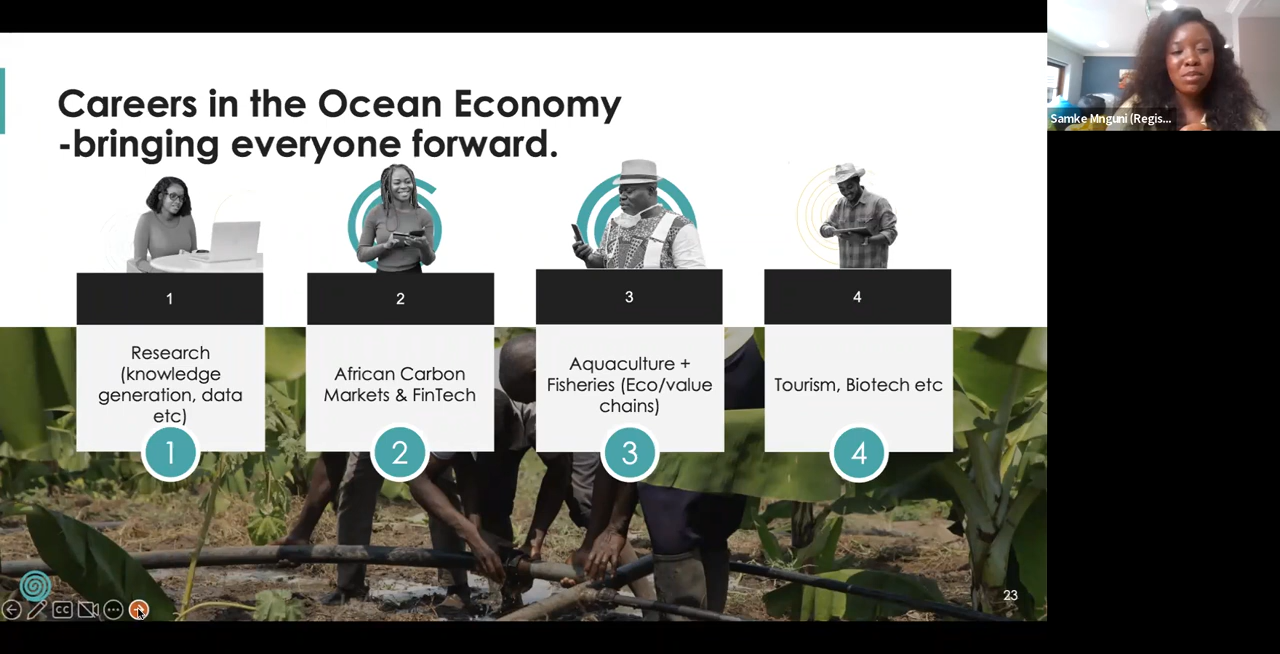 Careers in the Ocean Economy
-bringing everyone forward.
1
2
3
4
Research
(knowledge
generation, data
etc)
African Carbon
Markets & FinTech
Aquaculture +
Fisheries (Eco/value
chains)
Tourism, Biotech etc
1
2
3
4
23
CC
Samke Mnguni (Regis...